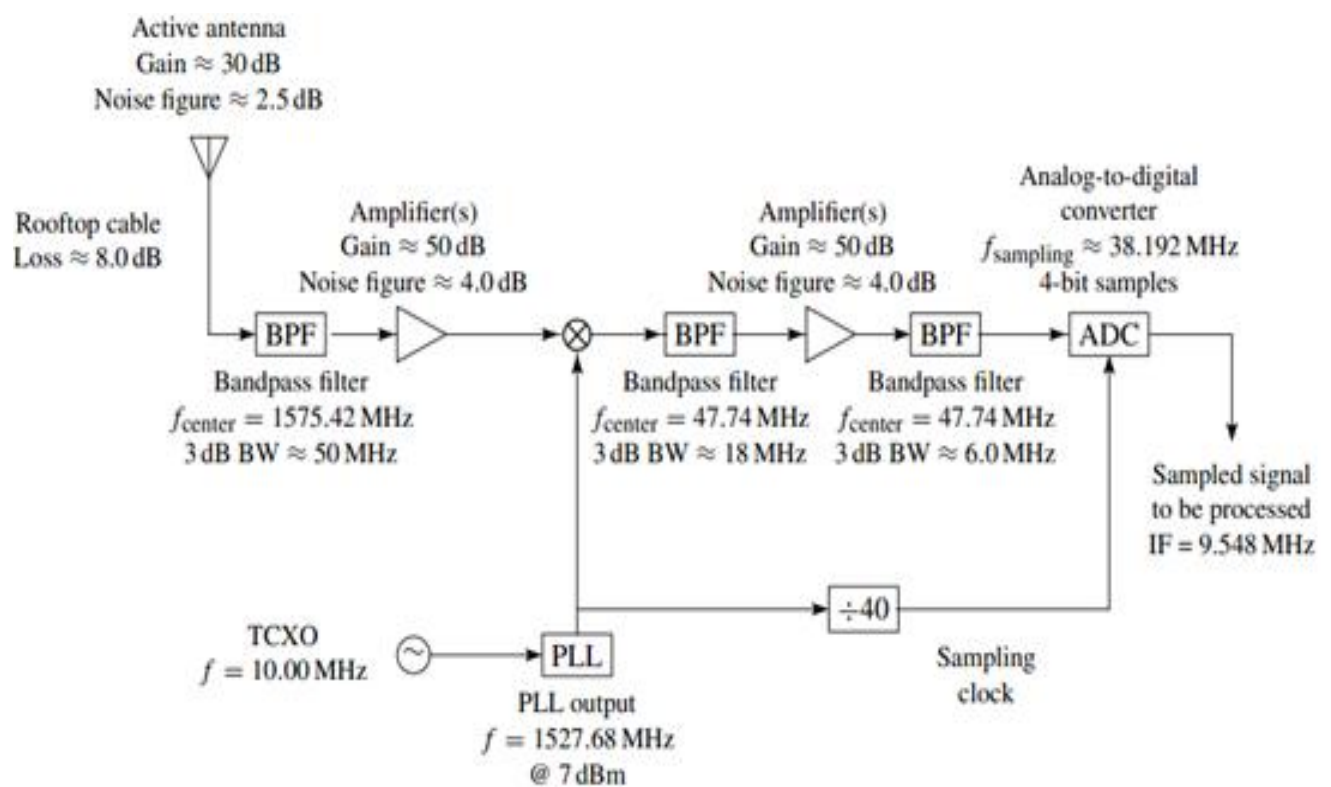 Active antenna
Gain ≈ 30 dB
Noise figure ≈ 2.5 dB
Rooftop cable
Loss ≈ 8.0 dB
Amplifier(s)
Gain ≈ 50 dB
Noise figure ≈ 4.0 dB
Amplifier(s)
Gain ≈ 50 dB
Noise figure ≈ 4.0 dB
Analog-to-digital
converter
f_sampling ≈ 38.192 MHz
4-bit samples
BPF
BPF
BPF
ADC
Bandpass filter
f_center = 1575.42 MHz
3 dB BW ≈ 50 MHz
Bandpass filter
f_center = 47.74 MHz
3 dB BW ≈ 18 MHz
Bandpass filter
f_center = 47.74 MHz
3 dB BW ≈ 6.0 MHz
Sampled signal
to be processed
IF = 9.548 MHz
TCXO
f = 10.00 MHz
~
PLL
÷40
Sampling
clock
PLL output
f = 1527.68 MHz
@ 7 dBm